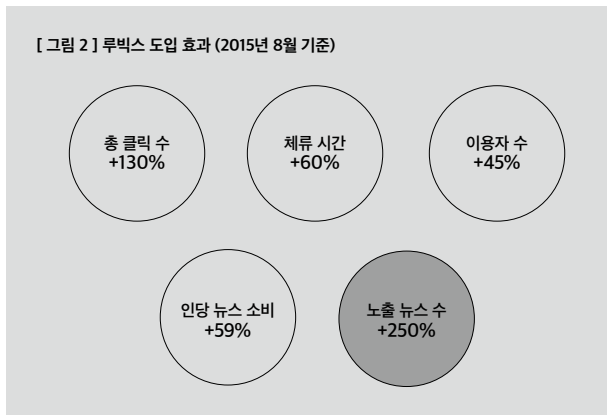 [ 그림 2 ] 루빅스 도입 효과 (2015년 8월 기준)
총 클릭 수
+130%
체류 시간
+60%
이용자 수
+45%
인당 뉴스 소비
+59%
노출 뉴스 수
+250%